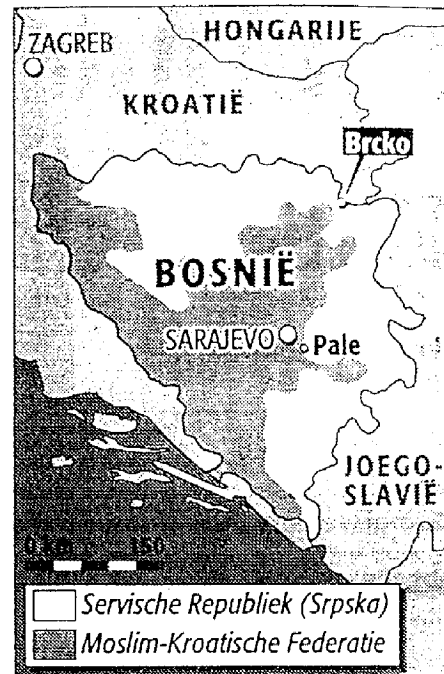 HONGARIJE
ZAGREB
KROATIË
Brcko
BOSNIË
SARAJEVO
Pale
JOEGO-
SLAVIË
0 km 150
Servische Republiek (Srpska)
Moslim-Kroatische Federatie